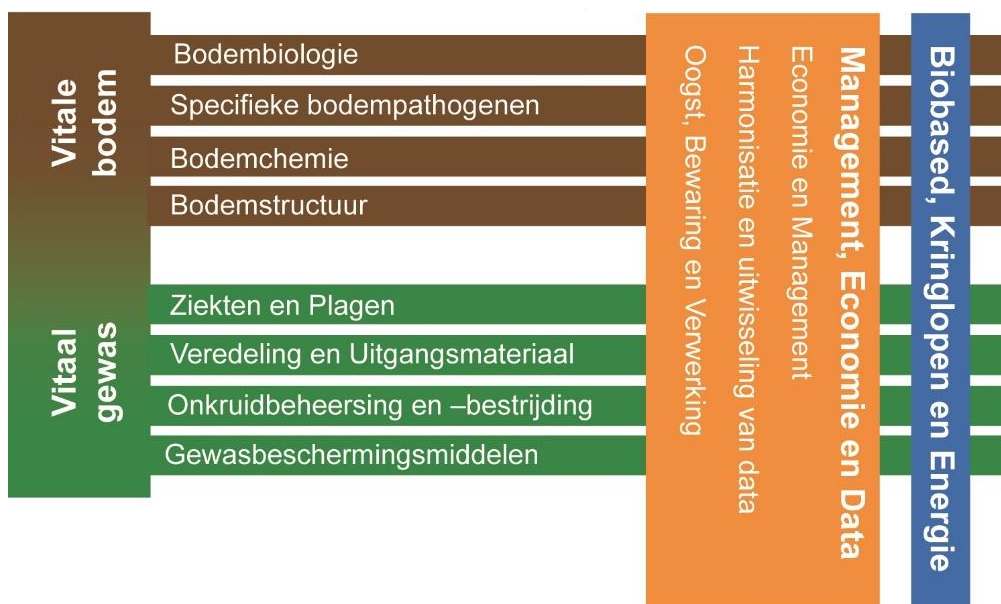 Vitale
bodem
Bodembiologie
Specifieke bodempathogenen
Bodemchemie
Bodemstructuur
Vitaal
gewas
Ziekten en Plagen
Veredeling en Uitgangsmateriaal
Onkruidbeheersing en –bestrijding
Gewasbeschermingsmiddelen
Management, Economie en Data
Economie en Management
Harmonisatie en uitwisseling van data
Oogst, Bewaring en Verwerking
Biobased, Kringlopen en Energie